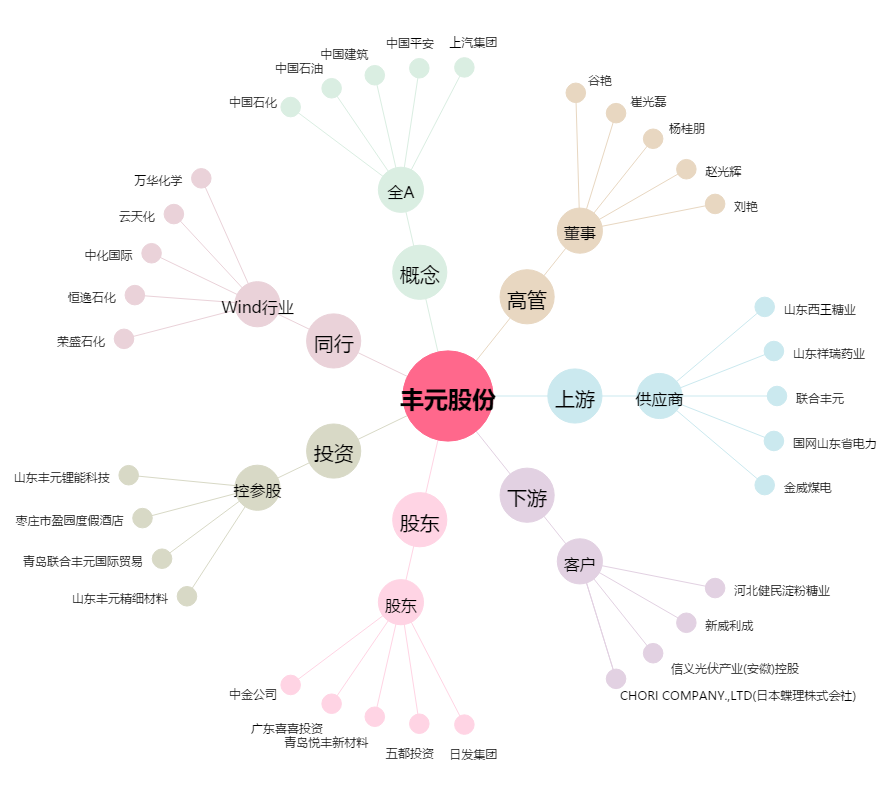 上汽集团
中国平安
中国建筑
中国石油
中国石化
全A
概念
谷艳
崔光磊
杨桂朋
赵光辉
刘艳
董事
高管
万华化学
云天化
中化国际
恒逸石化
荣盛石化
Wind行业
同行
丰元股份
上游
供应商
山东西王糖业
山东祥瑞药业
联合丰元
国网山东省电力
金威煤电
投资
控参股
山东丰元锂能科技
枣庄市盈园度假酒店
青岛联合丰元国际贸易
山东丰元精细材料
股东
股东
中金公司
广东喜喜投资
青岛悦丰新材料
五都投资
日发集团
下游
客户
河北健民淀粉糖业
新威利成
信义光伏产业(安徽)控股
CHORI COMPANY.,LTD(日本蝶理株式会社)